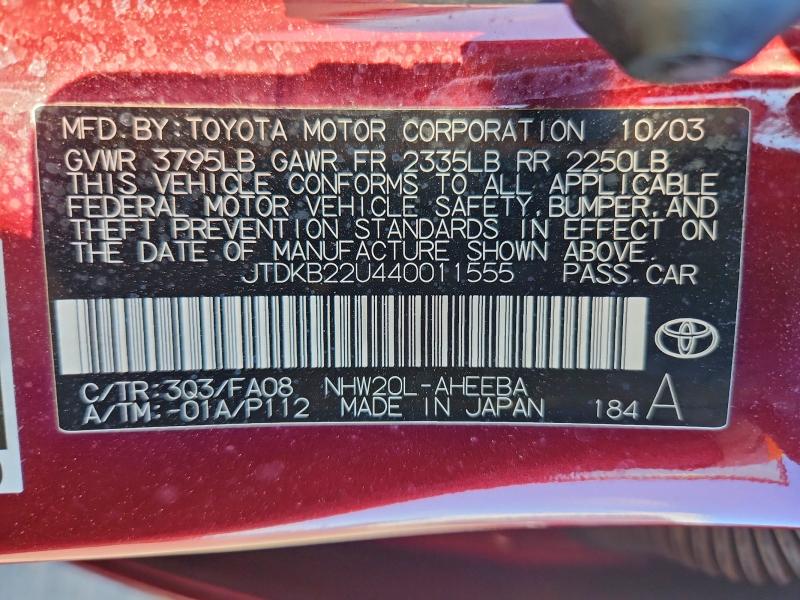 MFD BY: TOYOTA MOTOR CORPORATION 10/03
GVWR 3795LB GAWR FR 2335LB RR 2250LB
THIS VEHICLE CONFORMS TO ALL APPLICABLE
FEDERAL MOTOR VEHICLE SAFETY, BUMPER, AND
THEFT PREVENTION STANDARDS IN EFFECT ON
THE DATE OF MANUFACTURE SHOWN ABOVE.
JTDKB22U440011555 PASS.CAR
C/TR:3Q3/FA08 NHW20L-AHEEBA
A/TM:-01A/P112 MADE IN JAPAN 184 A